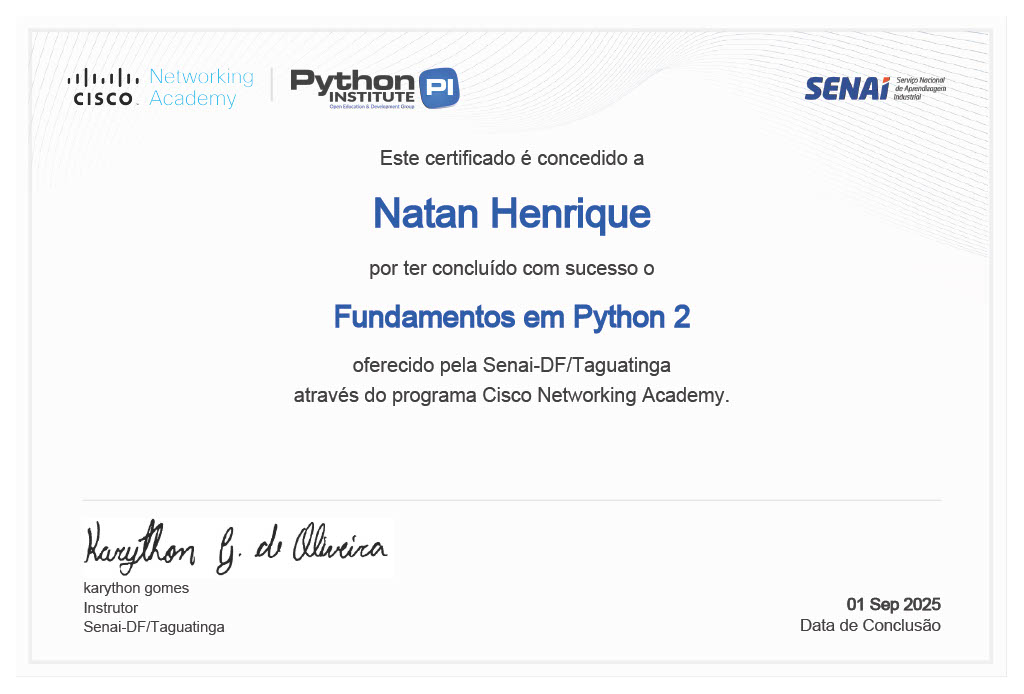 CISCO Networking Academy
Python INSTITUTE PI
Open Education & Development Group
SENAI Serviço Nacional de Aprendizagem Industrial
Este certificado é concedido a
Natan Henrique
por ter concluído com sucesso o
Fundamentos em Python 2
oferecido pela Senai-DF/Taguatinga
através do programa Cisco Networking Academy.
Karython G. de Oliveira
karython gomes
Instrutor
Senai-DF/Taguatinga
01 Sep 2025
Data de Conclusão